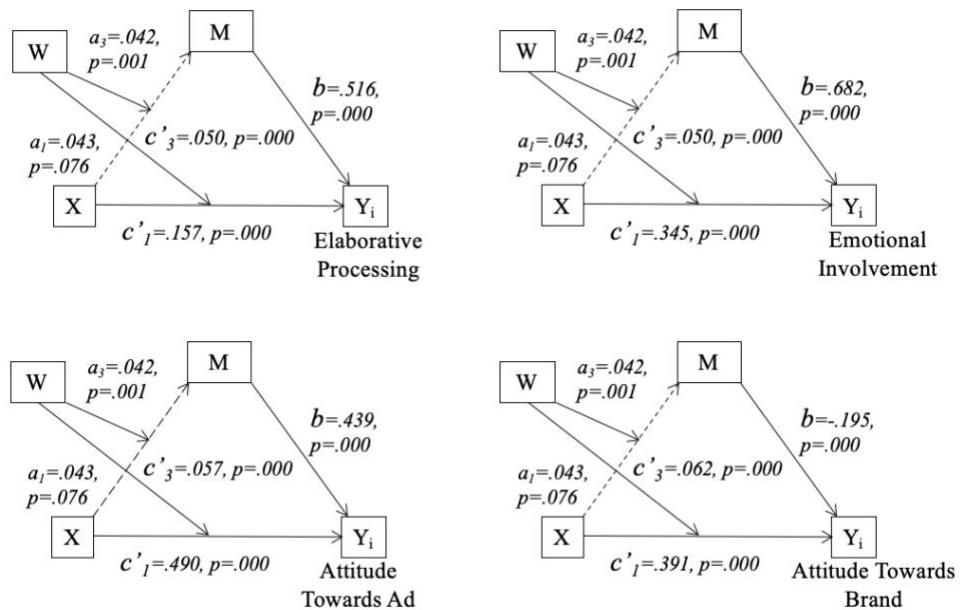 W
a₃=.042,
p=.001
M
b=.516,
p=.000
a₁=.043,
p=.076
c’₃=.050, p=.000
X
Yᵢ
c’₁=.157, p=.000
Elaborative
Processing
W
a₃=.042,
p=.001
M
b=.682,
p=.000
a₁=.043,
p=.076
c’₃=.050, p=.000
X
Yᵢ
c’₁=.345, p=.000
Emotional
Involvement
W
a₃=.042,
p=.001
M
b=.439,
p=.000
a₁=.043,
p=.076
c’₃=.057, p=.000
X
Yᵢ
c’₁=.490, p=.000
Attitude
Towards Ad
W
a₃=.042,
p=.001
M
b=-.195,
p=.000
a₁=.043,
p=.076
c’₃=.062, p=.000
X
Yᵢ
c’₁=.391, p=.000
Attitude Towards
Brand